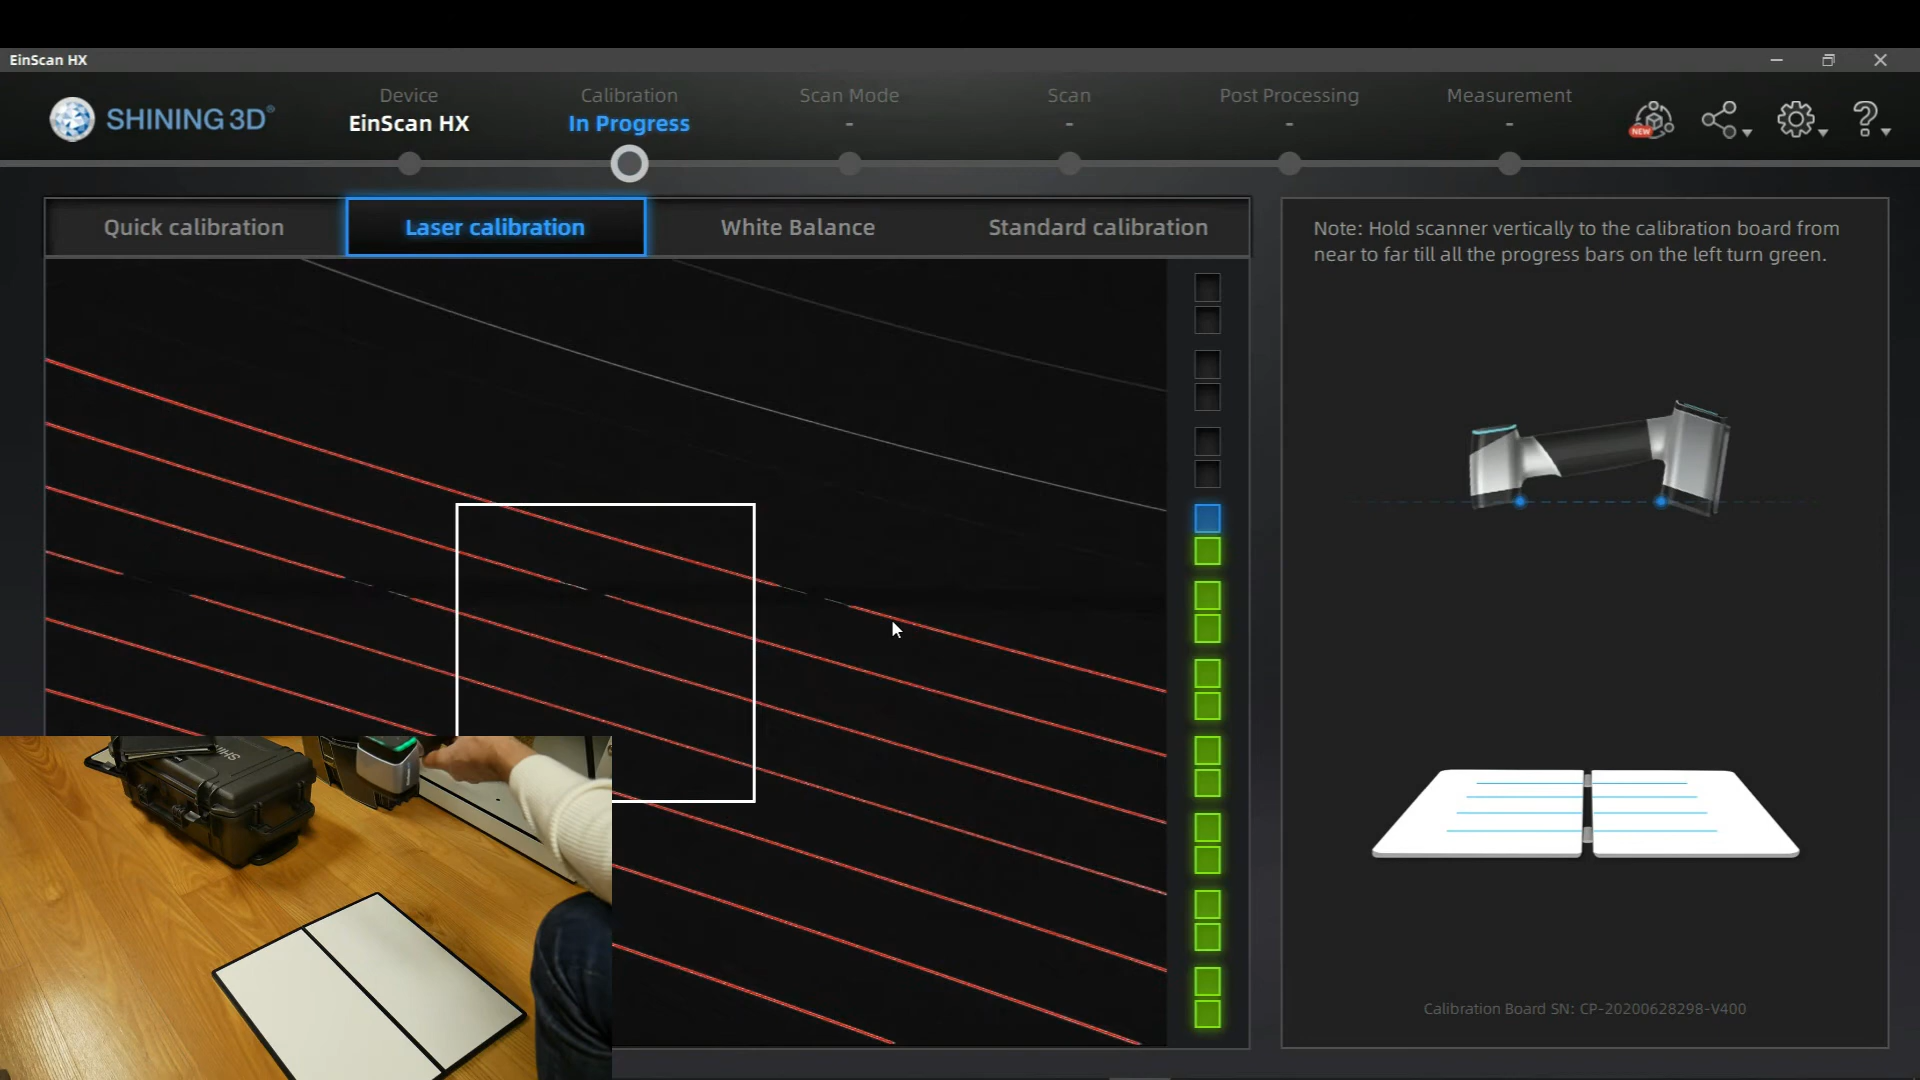 EinScan HX
SHINING 3D®
Device
EinScan HX
Calibration
In Progress
Scan Mode
-
Scan
-
Post Processing
-
Measurement
-
NEW
?
Quick calibration
Laser calibration
White Balance
Standard calibration
Note: Hold scanner vertically to the calibration board from
near to far till all the progress bars on the left turn green.
Calibration Board SN: CP-20200628298-V400